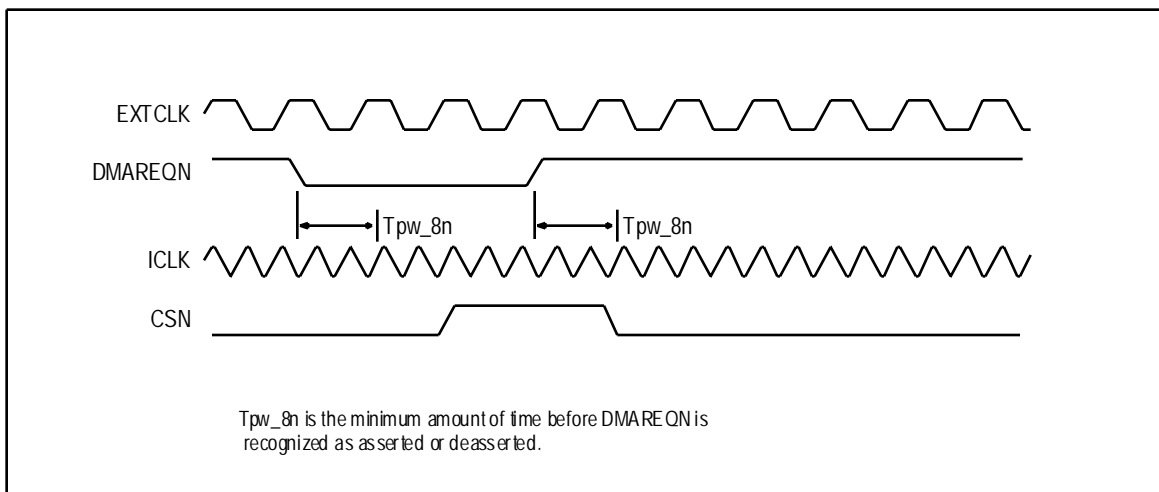 EXTCLK
DMAREQN
Tpw_8n
Tpw_8n
ICLK
CSN
Tpw_8n is the minimum amount of time before DMAREQN is
recognized as asserted or deasserted.